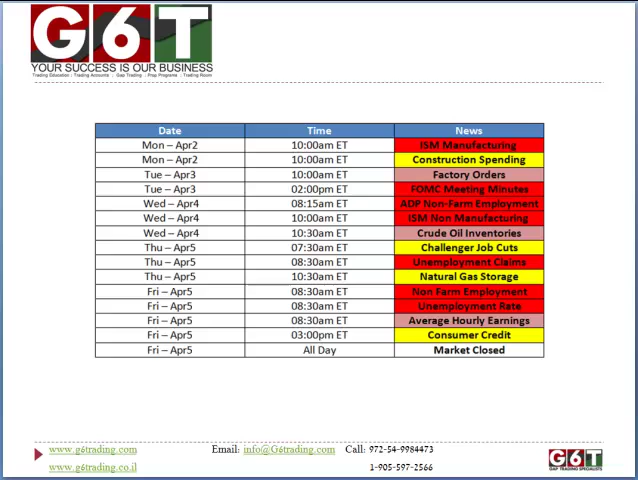 G6T
YOUR SUCCESS IS OUR BUSINESS
Trading Education | Trading Accounts | Gap Trading | Prop Programs | Trading Room
Date Time News
Mon – Apr2 10:00am ET ISM Manufacturing
Mon – Apr2 10:00am ET Construction Spending
Tue – Apr3 10:00am ET Factory Orders
Tue – Apr3 02:00pm ET FOMC Meeting Minutes
Wed – Apr4 08:15am ET ADP Non-Farm Employment
Wed – Apr4 10:00am ET ISM Non Manufacturing
Wed – Apr4 10:30am ET Crude Oil Inventories
Thu – Apr5 07:30am ET Challenger Job Cuts
Thu – Apr5 08:30am ET Unemployment Claims
Thu – Apr5 10:30am ET Natural Gas Storage
Fri – Apr5 08:30am ET Non Farm Employment
Fri – Apr5 08:30am ET Unemployment Rate
Fri – Apr5 08:30am ET Average Hourly Earnings
Fri – Apr5 03:00pm ET Consumer Credit
Fri – Apr5 All Day Market Closed
www.g6trading.com Email: info@G6trading.com Call: 972-54-9984473
www.g6trading.co.il 1-905-597-2566
G6T
GAP TRADING SPECIALISTS